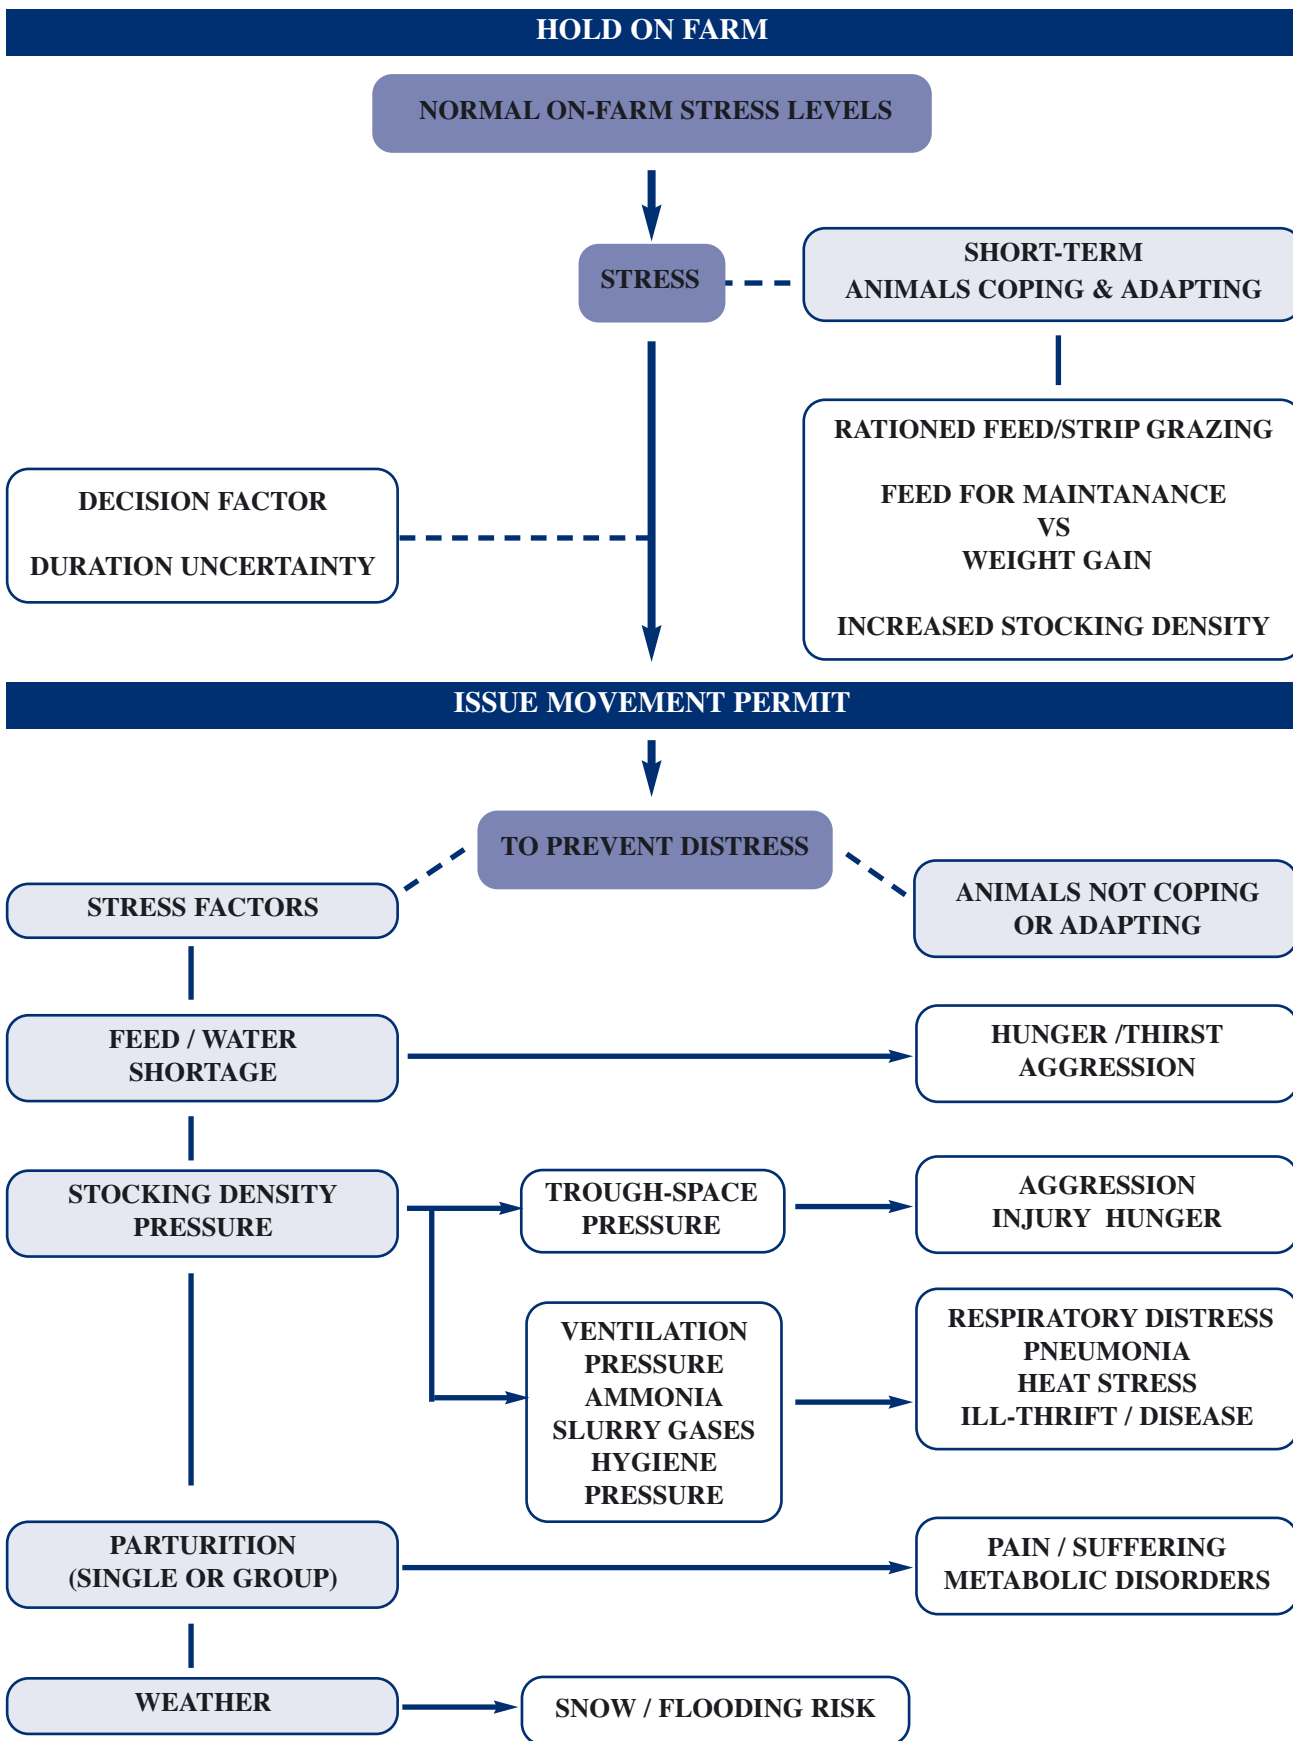 HOLD ON FARM
NORMAL ON-FARM STRESS LEVELS
STRESS
SHORT-TERM
ANIMALS COPING & ADAPTING
RATIONED FEED/STRIP GRAZING
FEED FOR MAINTANANCE
VS
WEIGHT GAIN
INCREASED STOCKING DENSITY
DECISION FACTOR
DURATION UNCERTAINTY
ISSUE MOVEMENT PERMIT
TO PREVENT DISTRESS
STRESS FACTORS
ANIMALS NOT COPING
OR ADAPTING
FEED / WATER
SHORTAGE
HUNGER /THIRST
AGGRESSION
STOCKING DENSITY
PRESSURE
TROUGH-SPACE
PRESSURE
AGGRESSION
INJURY HUNGER
VENTILATION
PRESSURE
AMMONIA
SLURRY GASES
HYGIENE
PRESSURE
RESPIRATORY DISTRESS
PNEUMONIA
HEAT STRESS
ILL-THRIFT / DISEASE
PARTURITION
(SINGLE OR GROUP)
PAIN / SUFFERING
METABOLIC DISORDERS
WEATHER
SNOW / FLOODING RISK